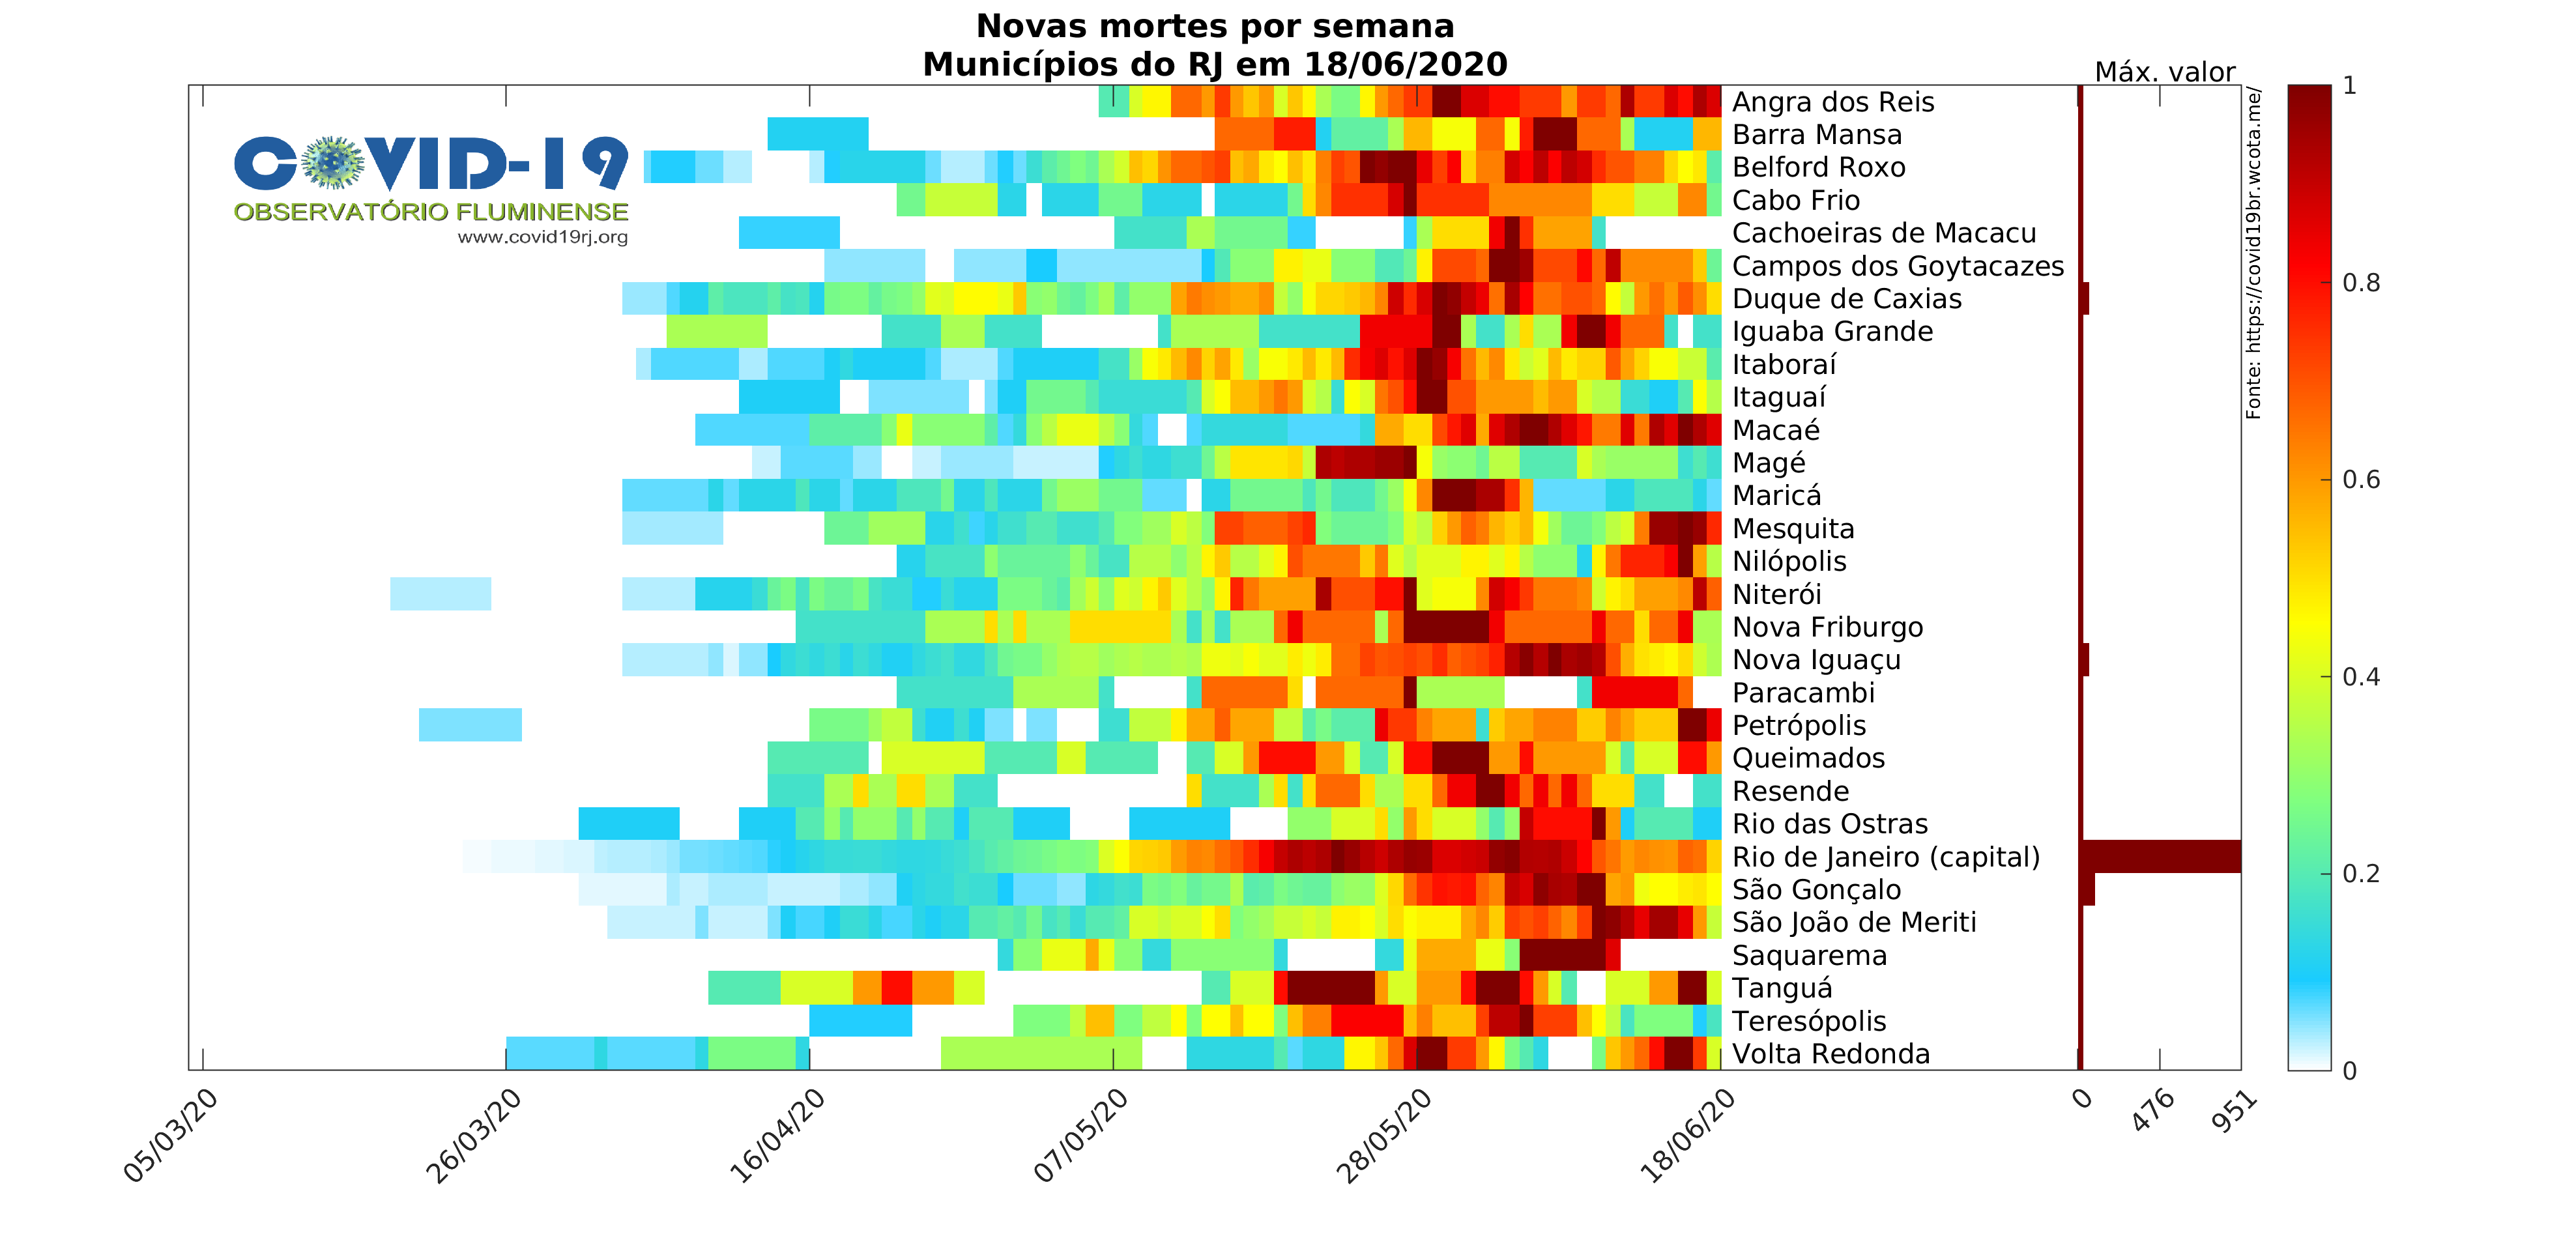 Novas mortes por semana
Municípios do RJ em 18/06/2020
Máx. valor
COVID-19
OBSERVATÓRIO FLUMINENSE
www.covid19rj.org
Angra dos Reis
Barra Mansa
Belford Roxo
Cabo Frio
Cachoeiras de Macacu
Campos dos Goytacazes
Duque de Caxias
Iguaba Grande
Itaboraí
Itaguaí
Macaé
Magé
Maricá
Mesquita
Nilópolis
Niterói
Nova Friburgo
Nova Iguaçu
Paracambi
Petrópolis
Queimados
Resende
Rio das Ostras
Rio de Janeiro (capital)
São Gonçalo
São João de Meriti
Saquarema
Tanguá
Teresópolis
Volta Redonda
Fonte: https://covid19br.wcota.me/
1
0.8
0.6
0.4
0.2
0
05/03/20
26/03/20
16/04/20
07/05/20
28/05/20
18/06/20
0
476
951